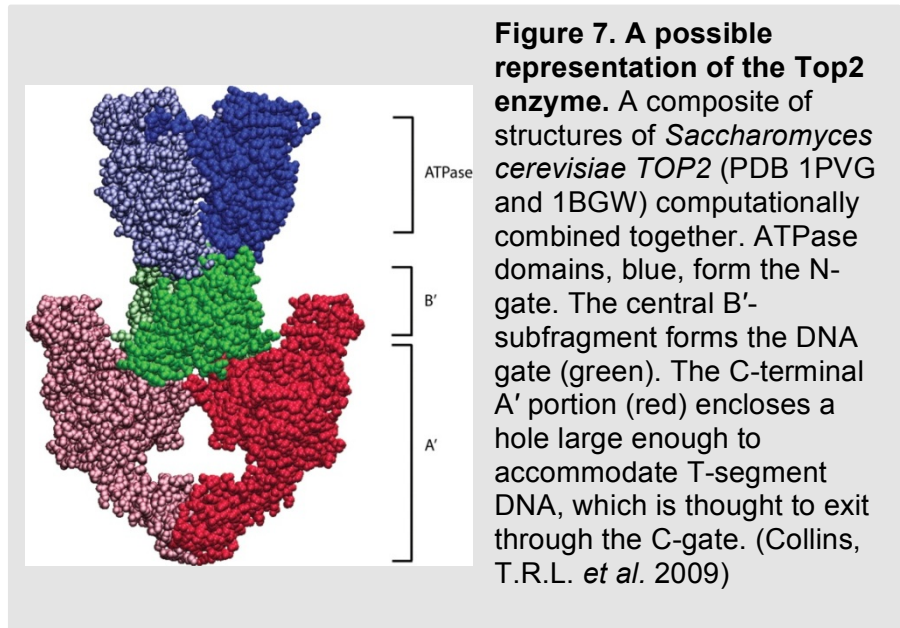 Figure 7. A possible
representation of the Top2
enzyme. A composite of
structures of Saccharomyces
cerevisiae TOP2 (PDB 1PVG
and 1BGW) computationally
combined together. ATPase
domains, blue, form the N-
gate. The central B′-
subfragment forms the DNA
gate (green). The C-terminal
A′ portion (red) encloses a
hole large enough to
accommodate T-segment
DNA, which is thought to exit
through the C-gate. (Collins,
T.R.L. et al. 2009)
ATPase
B′
A′